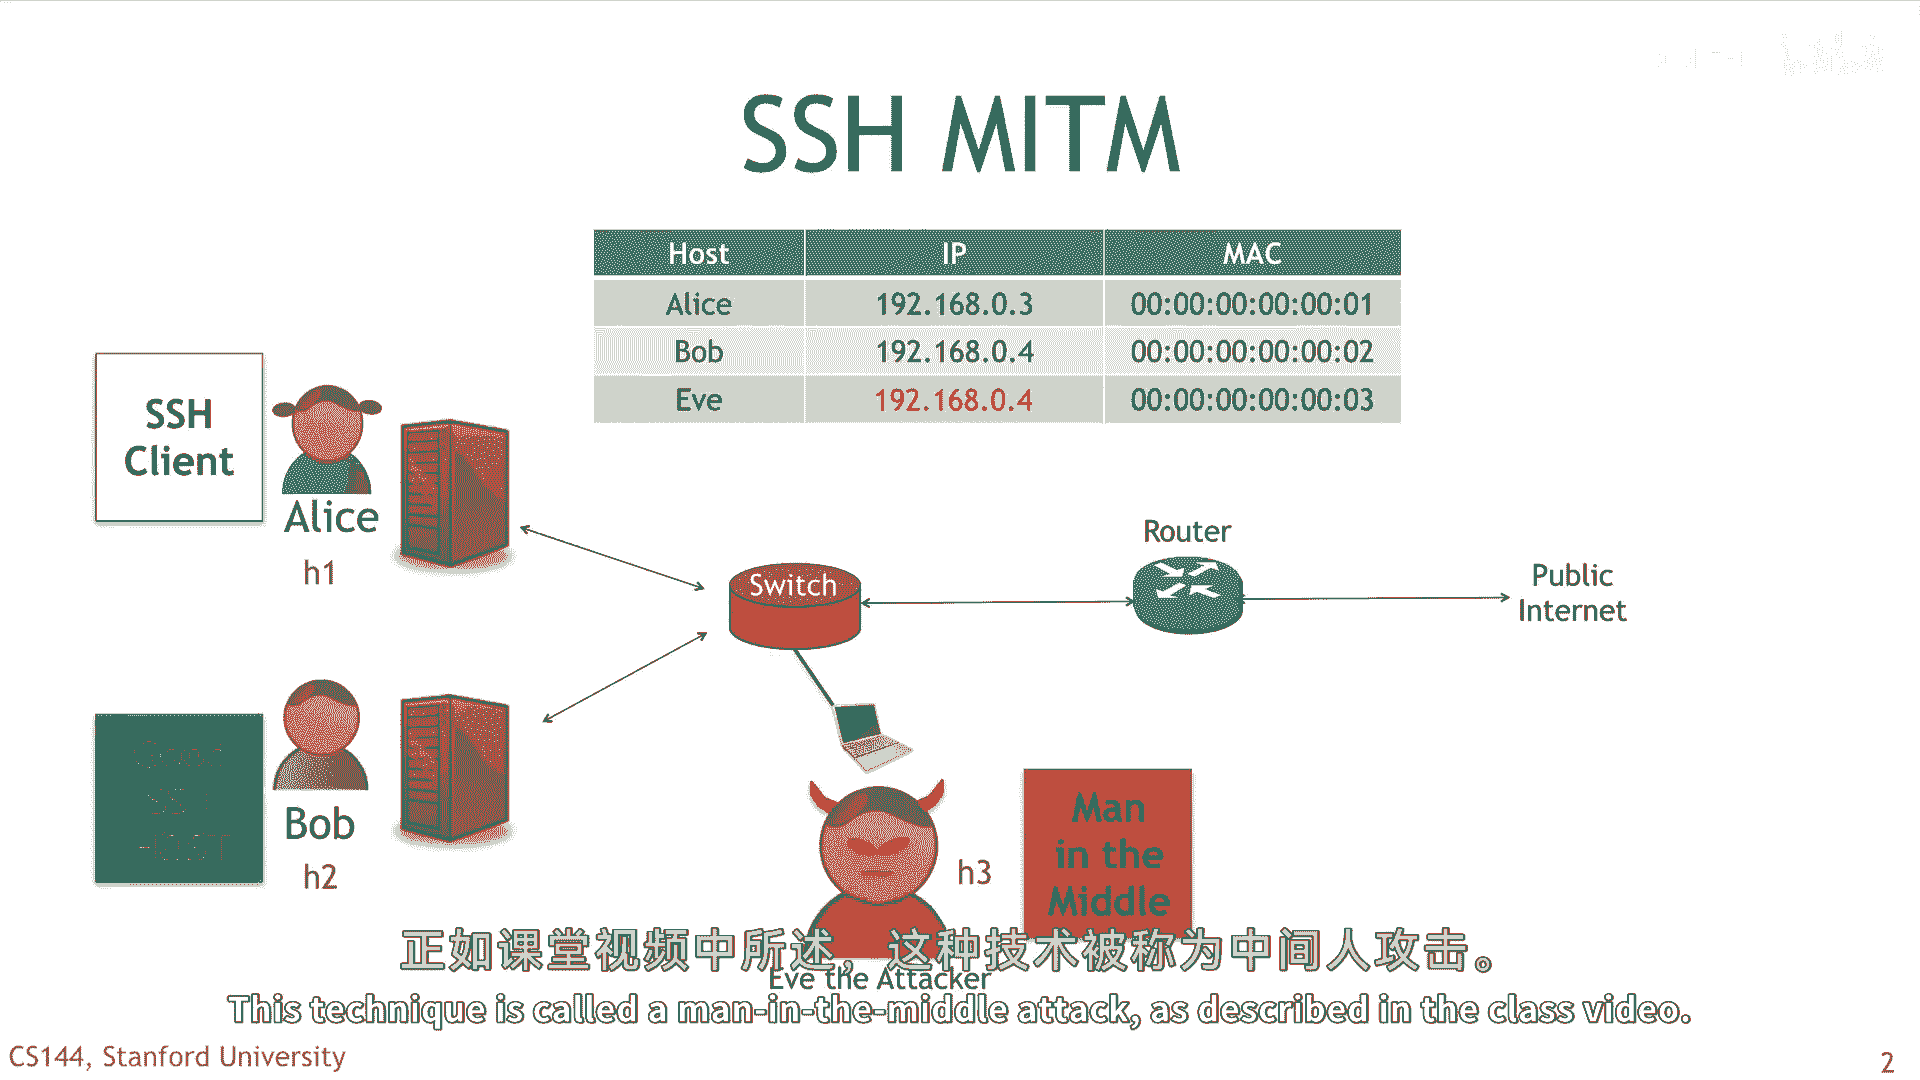 SSH MITM
Host IP MAC
Alice 192.168.0.3 00:00:00:00:00:01
Bob 192.168.0.4 00:00:00:00:00:02
Eve 192.168.0.4 00:00:00:00:00:03
SSH
Client
Alice
h1
Switch
Router
Public
Internet
Bob
h2
h3
Man
in the
Middle
Eve the Attacker
正如课堂视频中所述，这种技术被称为中间人攻击。
This technique is called a man-in-the-middle attack, as described in the class video.
CS144, Stanford University
2